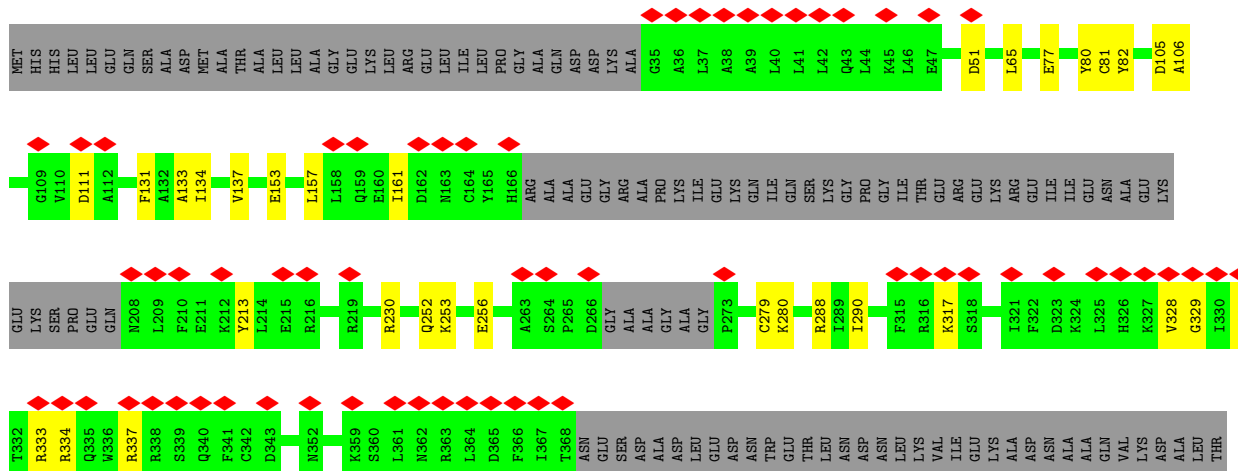 MET HIS HIS LEU LEU GLU GLN SER ALA ASP MET ALA THR ALA LEU LEU ALA GLY GLU LYS LEU ARG GLU LEU ILE LEU PRO GLY ALA GLN ASP ASP LYS ALA G35 A36 L37 A38 A39 L40 L41 L42 Q43 L44 K45 L46 E47 D51 L65 E77 Y80 C81 Y82 D105 A106
G109 V110 D111 A112 F131 A132 A133 I134 V137 E153 L157 L158 Q159 E160 I161 D162 N163 C164 Y165 H166 ARG ALA ALA GLU GLY ARG ALA PRO LYS ILE GLU LYS GLN ILE GLN SER LYS GLY PRO GLY ILE THR GLU ARG GLU LYS ARG GLU ILE ILE GLU ASN ALA GLU LYS
GLU LYS SER PRO GLU GLN N208 L209 F210 E211 K212 Y213 L214 E215 R216 R219 R230 Q252 K253 E256 A263 S264 P265 D266 GLY ALA ALA GLY ALA GLY P273 C279 K280 R288 I289 I290 F315 R316 K317 S318 I321 F322 D323 K324 L325 H326 K327 V328 G329 I330
T332 R333 R334 Q335 W336 R337 R338 S339 Q340 F341 C342 D343 N352 K359 S360 L361 N362 R363 L364 D365 F366 I367 T368 ASN GLU SER ASP ALA ASP LEU GLU ASP ASN TRP GLU THR LEU ASN ASP ASN LEU LYS VAL ILE GLU LYS ALA ASP ASN ALA ALA GLN VAL LYS ASP ALA LEU THR